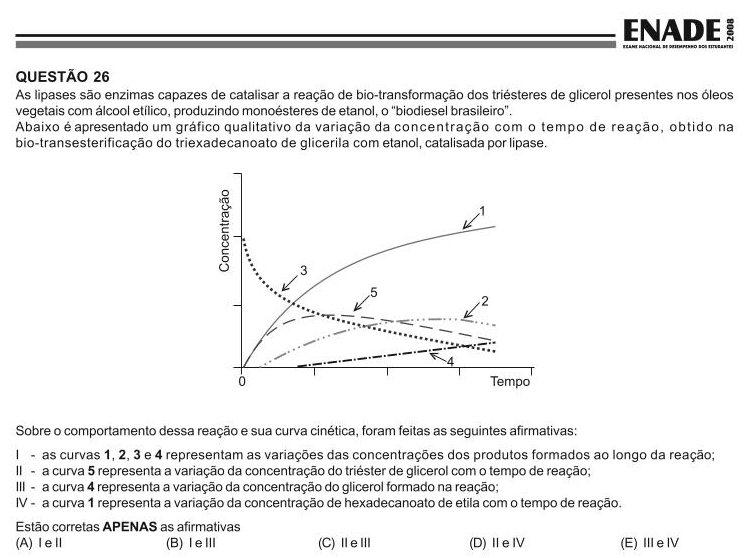 ENADE 2008
EXAME NACIONAL DE DESEMPENHO DOS ESTUDANTES
QUESTÃO 26
As lipases são enzimas capazes de catalisar a reação de bio-transformação dos triésteres de glicerol presentes nos óleos
vegetais com álcool etílico, produzindo monoésteres de etanol, o “biodiesel brasileiro”.
Abaixo é apresentado um gráfico qualitativo da variação da concentração com o tempo de reação, obtido na
bio-transesterificação do triexadecanoato de glicerila com etanol, catalisada por lipase.
Concentração
1
3
5
2
4
0
Tempo
Sobre o comportamento dessa reação e sua curva cinética, foram feitas as seguintes afirmativas:
I - as curvas 1, 2, 3 e 4 representam as variações das concentrações dos produtos formados ao longo da reação;
II - a curva 5 representa a variação da concentração do triéster de glicerol com o tempo de reação;
III - a curva 4 representa a variação da concentração do glicerol formado na reação;
IV - a curva 1 representa a variação da concentração de hexadecanoato de etila com o tempo de reação.
Estão corretas APENAS as afirmativas
(A) I e II (B) I e III (C) II e III (D) II e IV (E) III e IV